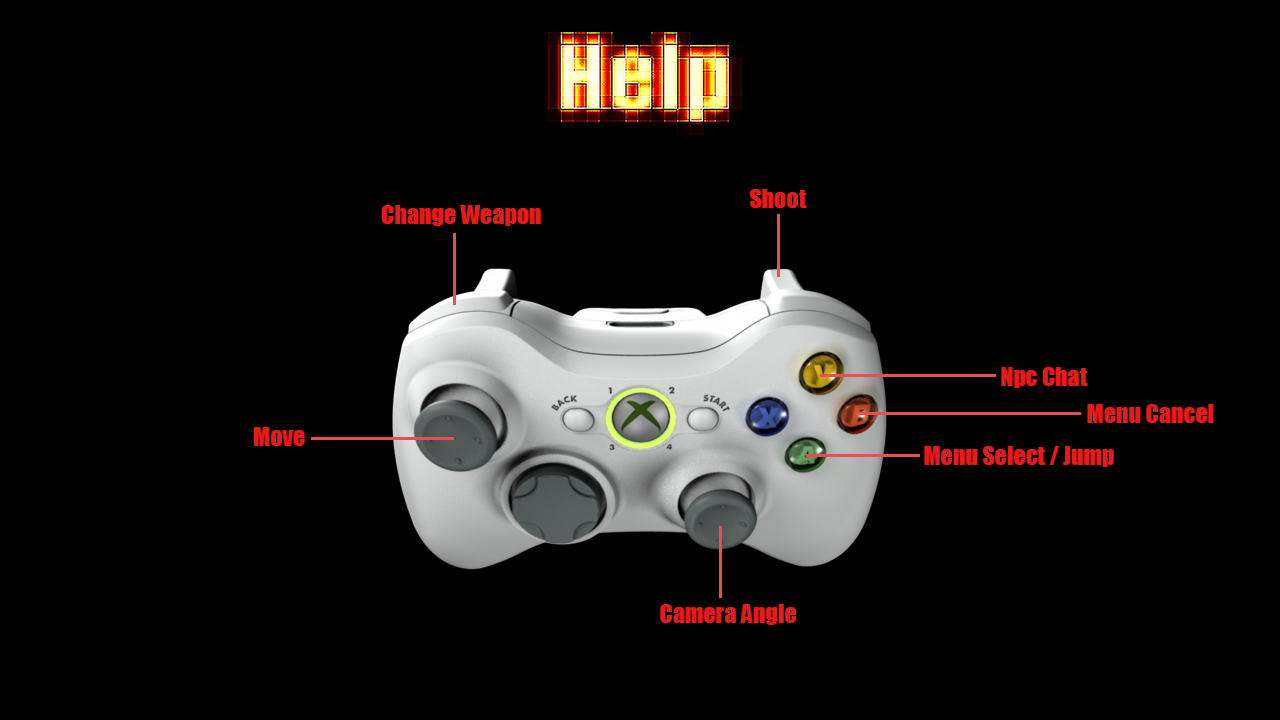 Help
Shoot
Change Weapon
Npc Chat
Menu Cancel
Move
Menu Select / Jump
Camera Angle
1 2
BACK START
3 4
Y
X B
A